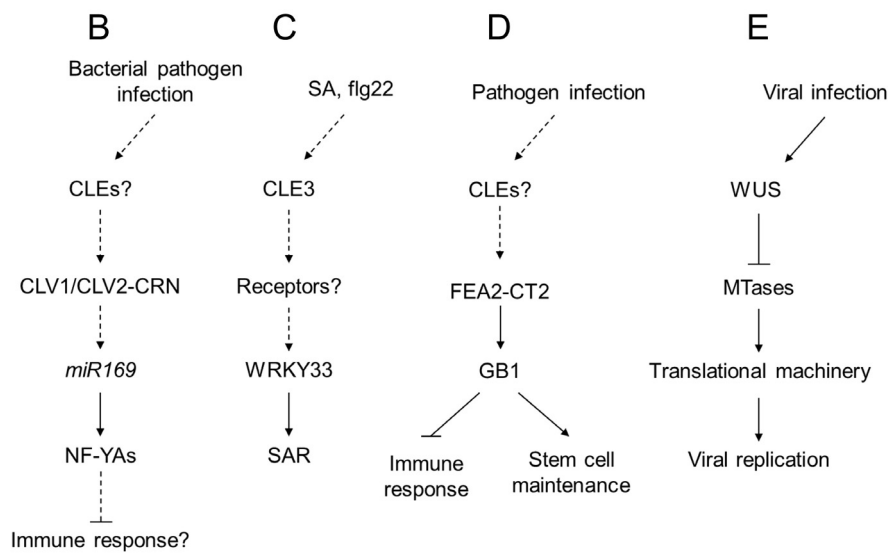 B
Bacterial pathogen
infection
CLEs?
CLV1/CLV2-CRN
miR169
NF-YAs
Immune response?
C
SA, flg22
CLE3
Receptors?
WRKY33
SAR
D
Pathogen infection
CLEs?
FEA2-CT2
GB1
Immune
response
Stem cell
maintenance
E
Viral infection
WUS
MTases
Translational machinery
Viral replication